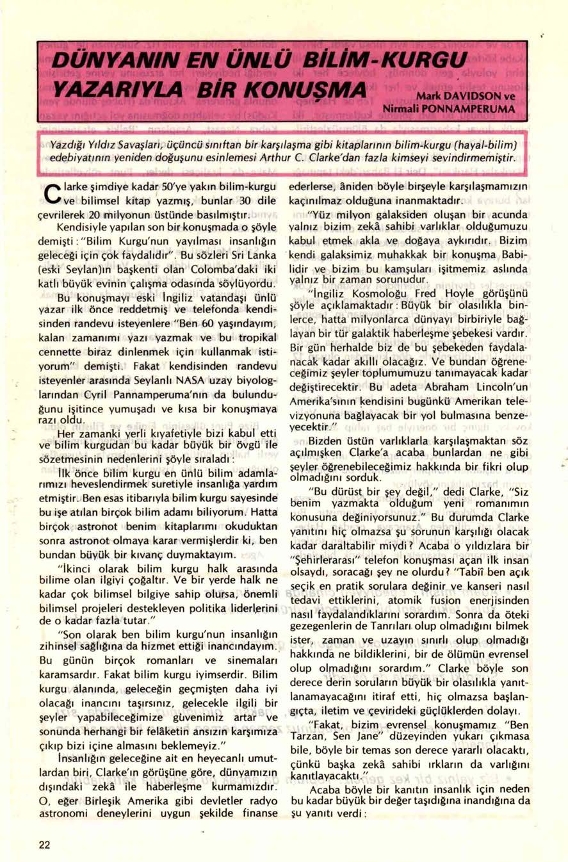 DÜNYANIN EN ÜNLÜ BİLİM-KURGU
YAZARIYLA BİR KONUŞMA
Mark DAVIDSON ve
Nirmali PONNAMPERUMA
Yazdığı Yıldız Savaşları, üçüncü sınıftan bir karşılaşma gibi kitaplarının bilim-kurgu (hayal-bilim)
edebiyatının yeniden doğuşunu esinlemesi Arthur C. Clarke'dan fazla kimseyi sevindirmemiştir.
Clarke şimdiye kadar 50'ye yakın bilim-kurgu
ve bilimsel kitap yazmış, bunlar 30 dile
çevrilerek 20 milyonun üstünde basılmıştır.
Kendisiyle yapılan son bir konuşmada o şöyle
demişti: "Bilim Kurgu'nun yayılması insanlığın
geleceği için çok faydalıdır". Bu sözleri Sri Lanka
(eski Seylan)ın başkenti olan Colomba'daki iki
katlı büyük evinin çalışma odasında söylüyordu.
Bu konuşmayı eski İngiliz vatandaşı ünlü
yazar ilk önce reddetmiş ve telefonda kendi-
sinden randevu isteyenlere "Ben 60 yaşındayım,
kalan zamanımı yazı yazmak ve bu tropikal
cennette biraz dinlenmek için kullanmak isti-
yorum" demişti. Fakat kendisinden randevu
isteyenler arasında Seylanlı NASA uzay biyolog-
larından Cyril Pannamperuma'nın da bulundu-
ğunu işitince yumuşadı ve kısa bir konuşmaya
razı oldu.
Her zamanki yerli kıyafetiyle bizi kabul etti
ve bilim kurgudan bu kadar büyük bir övgü ile
sözetmesinin nedenlerini şöyle sıraladı:
İlk önce bilim kurgu en ünlü bilim adamla-
rımızı heveslendirmek suretiyle insanlığa yardım
etmiştir. Ben esas itibarıyla bilim kurgu sayesinde
bu işe atılan birçok bilim adamı biliyorum. Hatta
birçok astronot benim kitaplarımı okuduktan
sonra astronot olmaya karar vermişlerdir ki, ben
bundan büyük bir kıvanç duymaktayım.
"İkinci olarak bilim kurgu halk arasında
bilime olan ilgiyi çoğaltır. Ve bir yerde halk ne
kadar çok bilimsel bilgiye sahip olursa, önemli
bilimsel projeleri destekleyen politika liderlerini
de o kadar fazla tutar."
"Son olarak ben bilim kurgu'nun insanlığın
zihinsel sağlığına da hizmet ettiği inancındayım.
Bu günün birçok romanları ve sinemaları
karamsardır. Fakat bilim kurgu iyimserdir. Bilim
kurgu alanında, geleceğin geçmişten daha iyi
olacağı inancını taşırsınız, gelecekle ilgili bir
şeyler yapabileceğimize güvenimiz artar ve
sonunda herhangi bir felâketin ansızın karşımıza
çıkıp bizi içine almasını beklemeyiz."
İnsanlığın geleceğine ait en heyecanlı umut-
lardan biri, Clarke'ın görüşüne göre, dünyamızın
dışındaki zekâ ile haberleşme kurmamızdır.
O, eğer Birleşik Amerika gibi devletler radyo
astronomi deneylerini uygun şekilde finanse
ederlerse, âniden böyle birşeyle karşılaşmamızın
kaçınılmaz olduğuna inanmaktadır.
"Yüz milyon galaksiden oluşan bir acunda
yalnız bizim zekâ sahibi varlıklar olduğumuzu
kabul etmek akla ve doğaya aykırıdır. Bizim
kendi galaksimiz muhakkak bir konuşma Babi-
lidir ve bizim bu kamşuları işitmemiz aslında
yalnız bir zaman sorunudur.
"İngiliz Kosmoloğu Fred Hoyle görüşünü
şöyle açıklamaktadır: Büyük bir olasılıkla bin-
lerce, hatta milyonlarca dünyayı birbiriyle bağ-
layan bir tür galaktik haberleşme şebekesi vardır.
Bir gün herhalde biz de bu şebekeden faydala-
nacak kadar akıllı olacağız. Ve bundan öğrene-
ceğimiz şeyler toplumumuzu tanımayacak kadar
değiştirecektir. Bu adeta Abraham Lincoln'un
Amerika'sının kendisini bugünkü Amerikan tele-
vizyonuna bağlayacak bir yol bulmasına benze-
yecektir."
Bizden üstün varlıklarla karşılaşmaktan söz
açılmışken Clarke'a acaba bunlardan ne gibi
şeyler öğrenebileceğimiz hakkında bir fikri olup
olmadığını sorduk.
"Bu dürüst bir şey değil," dedi Clarke, "Siz
benim yazmakta olduğum yeni romanımın
konusuna değiniyorsunuz." Bu durumda Clarke
yanıtını hiç olmazsa şu sorunun karşılığı olacak
kadar daraltabilir miydi? Acaba o yıldızlara bir
"Şehirlerarası" telefon konuşması açan ilk insan
olsaydı, soracağı şey ne olurdu? "Tabiî ben açık
seçik en pratik sorulara değinir ve kanseri nasıl
tedavi ettiklerini, atomik fusion enerjisinden
nasıl faydalandıklarını sorardım. Sonra da öteki
gezegenlerin de Tanrıları olup olmadığını bilmek
ister, zaman ve uzayın sınırlı olup olmadığı
hakkında ne bildiklerini, bir de ölümün evrensel
olup olmadığını sorardım." Clarke böyle son
derece derin soruların büyük bir olasılıkla yanıt-
lanamayacağını itiraf etti, hiç olmazsa başlan-
gıçta, iletim ve çevirideki güçlüklerden dolayı.
"Fakat, bizim evrensel konuşmamız "Ben
Tarzan, Sen Jane" düzeyinden yukarı çıkmasa
bile, böyle bir temas son derece yararlı olacaktı,
çünkü başka zekâ sahibi ırkların da varlığını
kanıtlayacaktı."
Acaba böyle bir kanıtın insanlık için neden
bu kadar büyük bir değer taşıdığına inandığına da
şu yanıtı verdi:
22